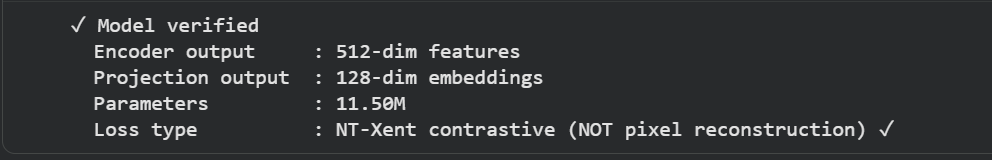 ✓ Model verified
Encoder output : 512-dim features
Projection output : 128-dim embeddings
Parameters : 11.50M
Loss type : NT-Xent contrastive (NOT pixel reconstruction) ✓